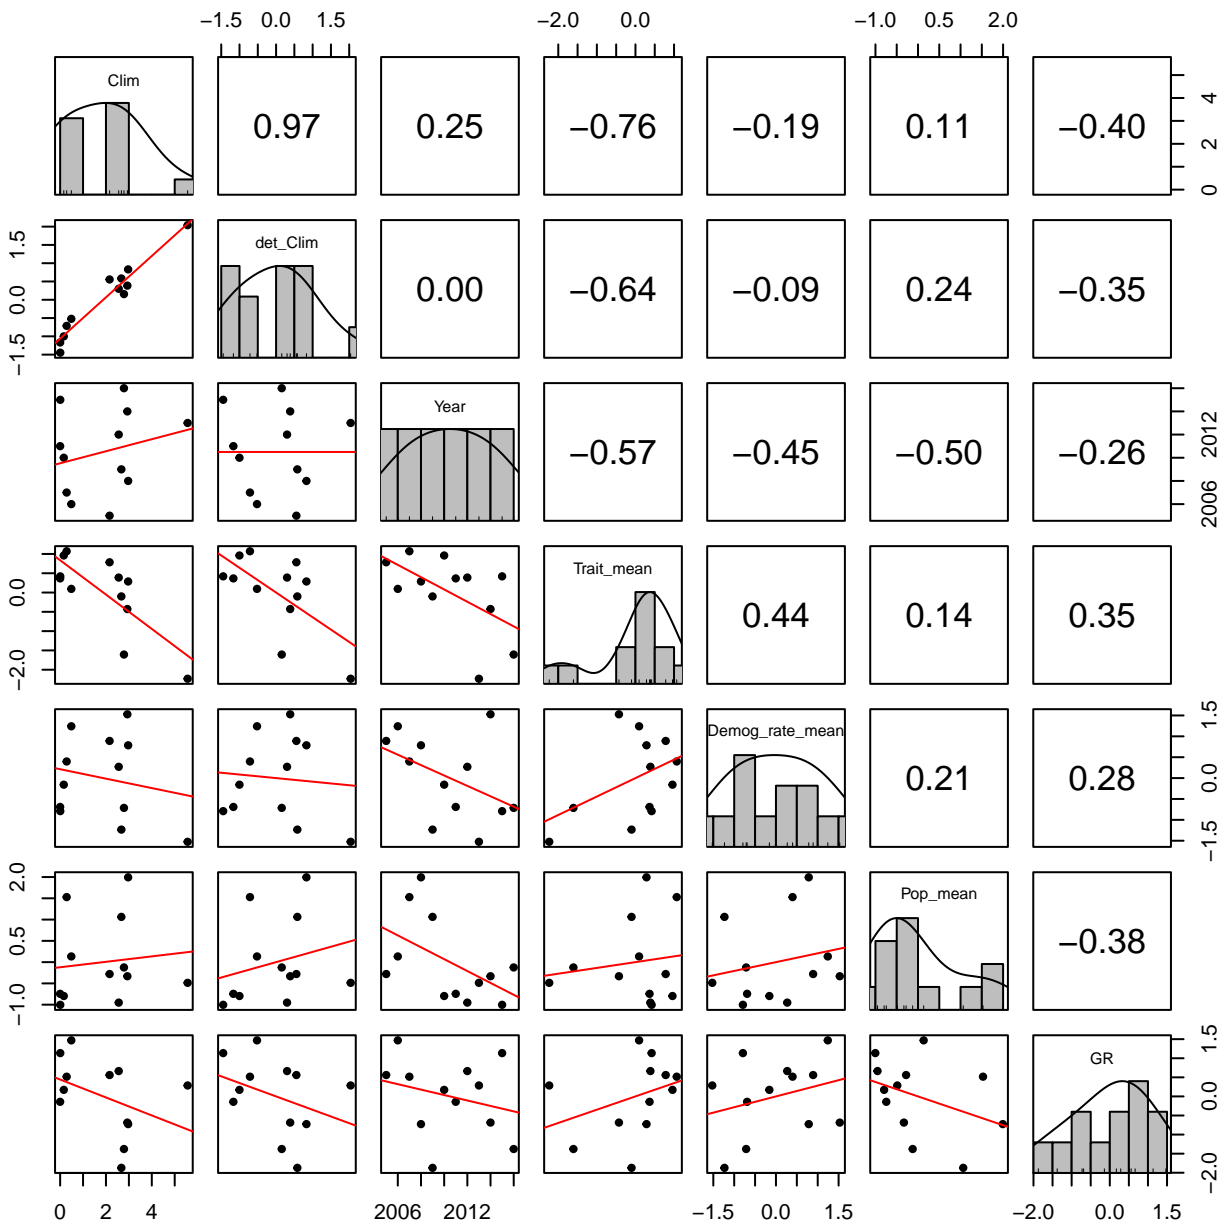 −1.5 0.0 1.5 −2.0 0.0 −1.0 0.5 2.0
Clim 0.97 0.25 −0.76 −0.19 0.11 −0.40 0 2 4
−1.5 0.0 1.5 det_Clim 0.00 −0.64 −0.09 0.24 −0.35
Year −0.57 −0.45 −0.50 −0.26 2006 2012
−2.0 0.0 Trait_mean 0.44 0.14 0.35
Demog_rate_mean 0.21 0.28 −1.5 0.0 1.5
−1.0 0.5 2.0 Pop_mean −0.38
GR −2.0 0.0 1.5
0 2 4 2006 2012 −1.5 0.0 1.5 −2.0 0.0 1.5